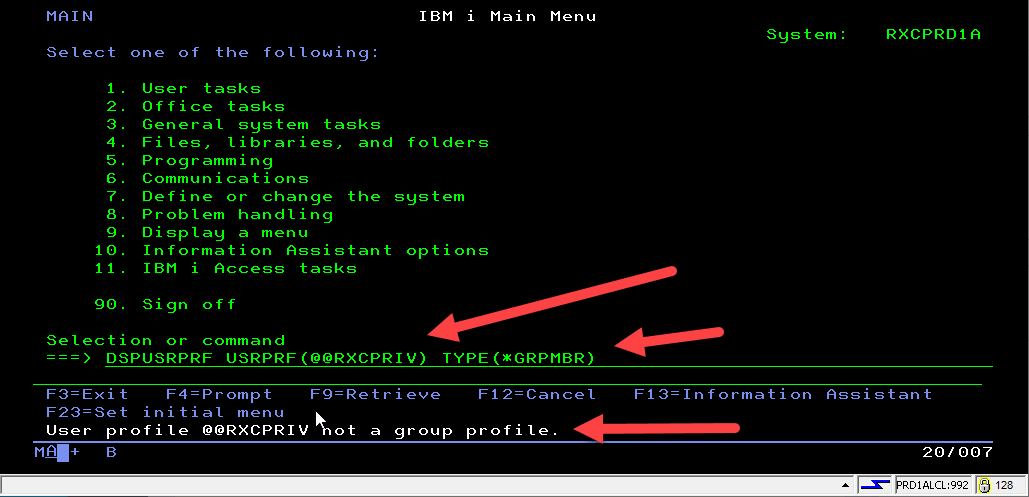 MAIN IBM i Main Menu
System: RXCPRD1A
Select one of the following:
1. User tasks
2. Office tasks
3. General system tasks
4. Files, libraries, and folders
5. Programming
6. Communications
7. Define or change the system
8. Problem handling
9. Display a menu
10. Information Assistant options
11. IBM i Access tasks
90. Sign off
Selection or command
===> DSPUSRPRF USRPRF(@@RXCPRIV) TYPE(*GRPMBR)
F3=Exit F4=Prompt F9=Retrieve F12=Cancel F13=Information Assistant
F23=Set initial menu
User profile @@RXCPRIV not a group profile.
MA + B 20/007
PRD1ALCL:992 128